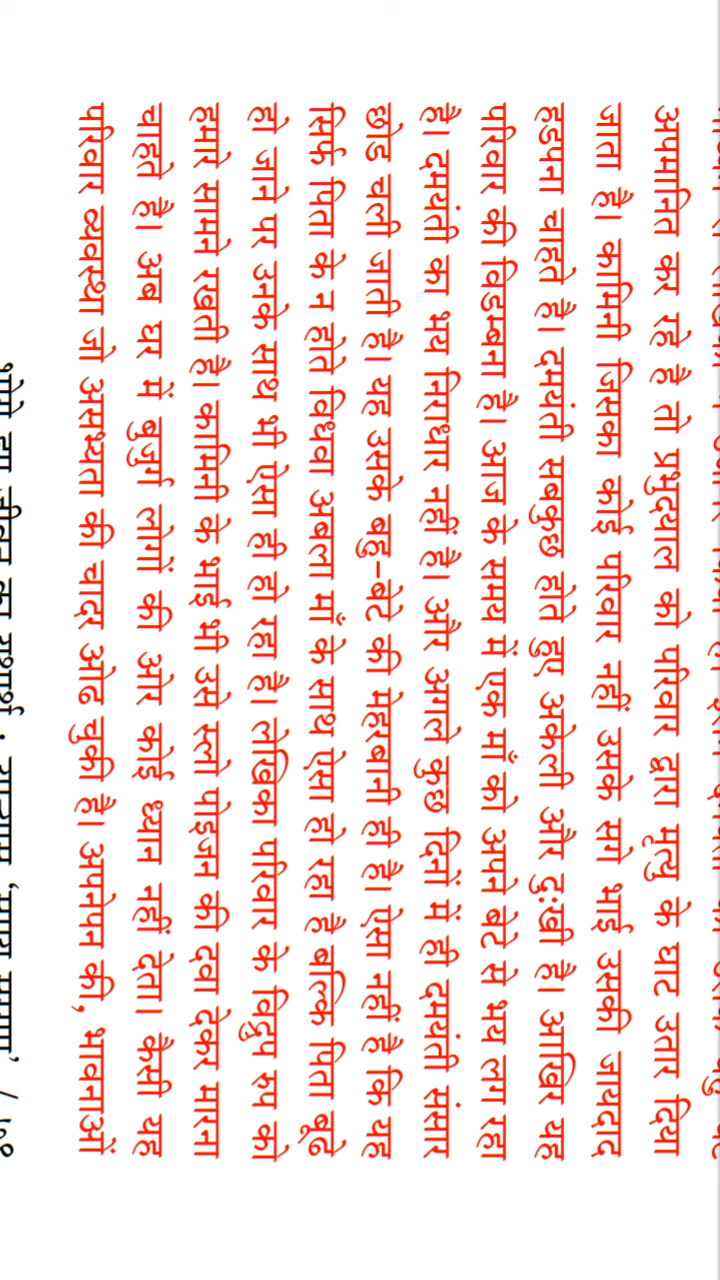 अपमानित कर रहे है तो प्रभुदयाल को परिवार द्वारा मृत्यु के घाट उतार दिया
जाता है। कामिनी जिसका कोई परिवार नहीं उसके सगे भाई उसकी जायदाद
हडपना चाहते है। दमयंती सबकुछ होते हुए अकेली और दुःखी है। आखिर यह
परिवार की विडम्बना है। आज के समय में एक माँ को अपने बेटे से भय लग रहा
है। दमयंती का भय निराधार नहीं है। और अगले कुछ दिनों में ही दमयंती संसार
छोड चली जाती है। यह उसके बहु-बेटे की मेहरबानी ही है। ऐसा नहीं है कि यह
सिर्फ पिता के न होते विधवा अबला माँ के साथ ऐसा हो रहा है बल्कि पिता बूढे
हो जाने पर उनके साथ भी ऐसा ही हो रहा है। लेखिका परिवार के विद्रुप रुप को
हमारे सामने रखती है। कामिनी के भाई भी उसे स्लो पोइजन की दवा देकर मारना
चाहते है। अब घर में बुजुर्ग लोगों की ओर कोई ध्यान नहीं देता। कैसी यह
परिवार व्यवस्था जो असभ्यता की चादर ओढ चुकी है। अपनेपन की, भावनाओं